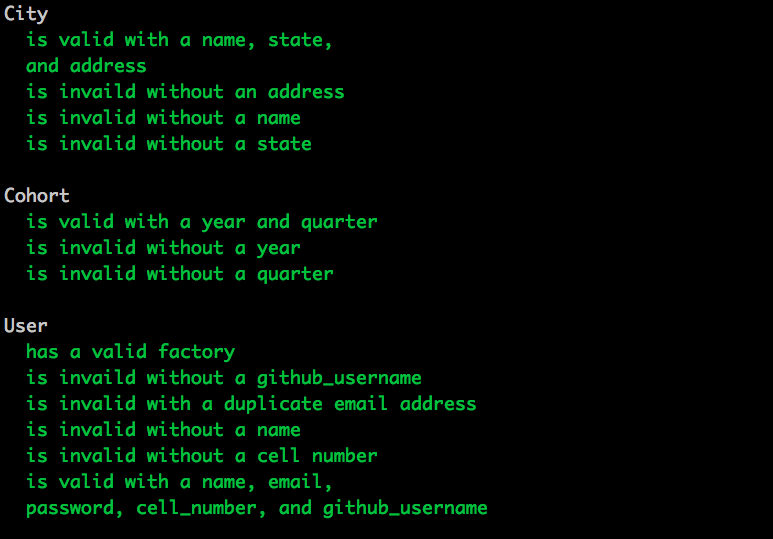 City
is valid with a name, state,
and address
is invaild without an address
is invalid without a name
is invalid without a state
Cohort
is valid with a year and quarter
is invalid without a year
is invalid without a quarter
User
has a valid factory
is invaild without a github_username
is invalid with a duplicate email address
is invalid without a name
is invalid without a cell number
is valid with a name, email,
password, cell_number, and github_username